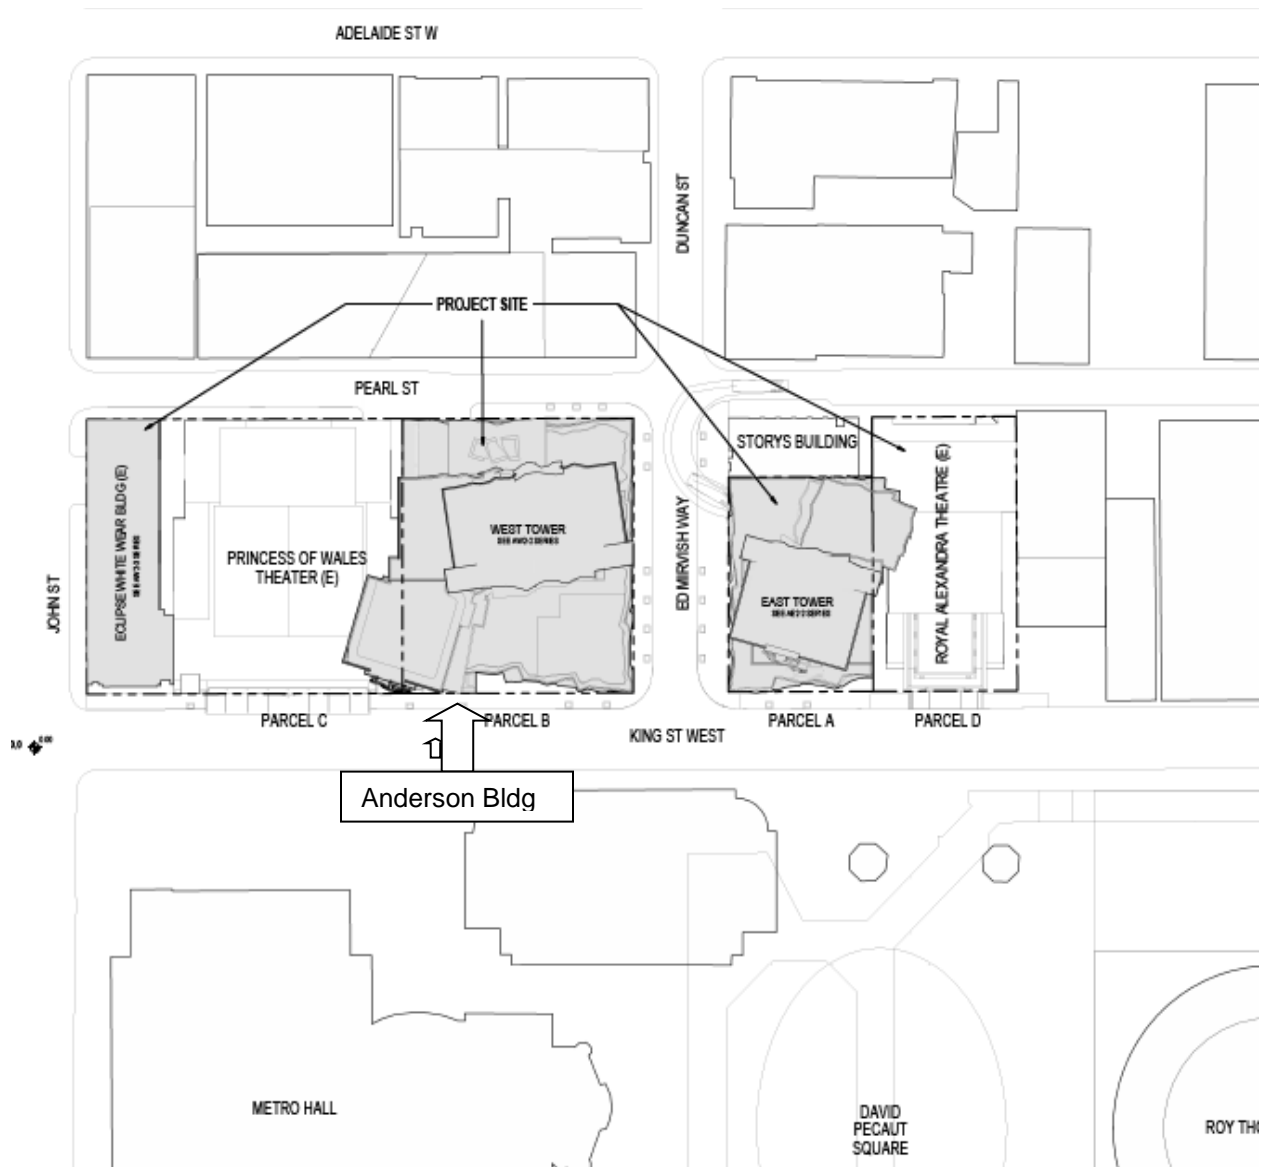 ADELAIDE ST W
DUNCAN ST
PROJECT SITE
PEARL ST
STORYS BUILDING
ECLIPSE WHITE WEAR BLDG (E)
PRINCESS OF WALES
THEATER (E)
WEST TOWER
ED MIRVISH WAY
EAST TOWER
ROYAL ALEXANDRA THEATRE (E)
JOHN ST
PARCEL C
PARCEL B
PARCEL A
PARCEL D
KING ST WEST
Anderson Bldg
METRO HALL
DAVID
PECAUT
SQUARE
ROY